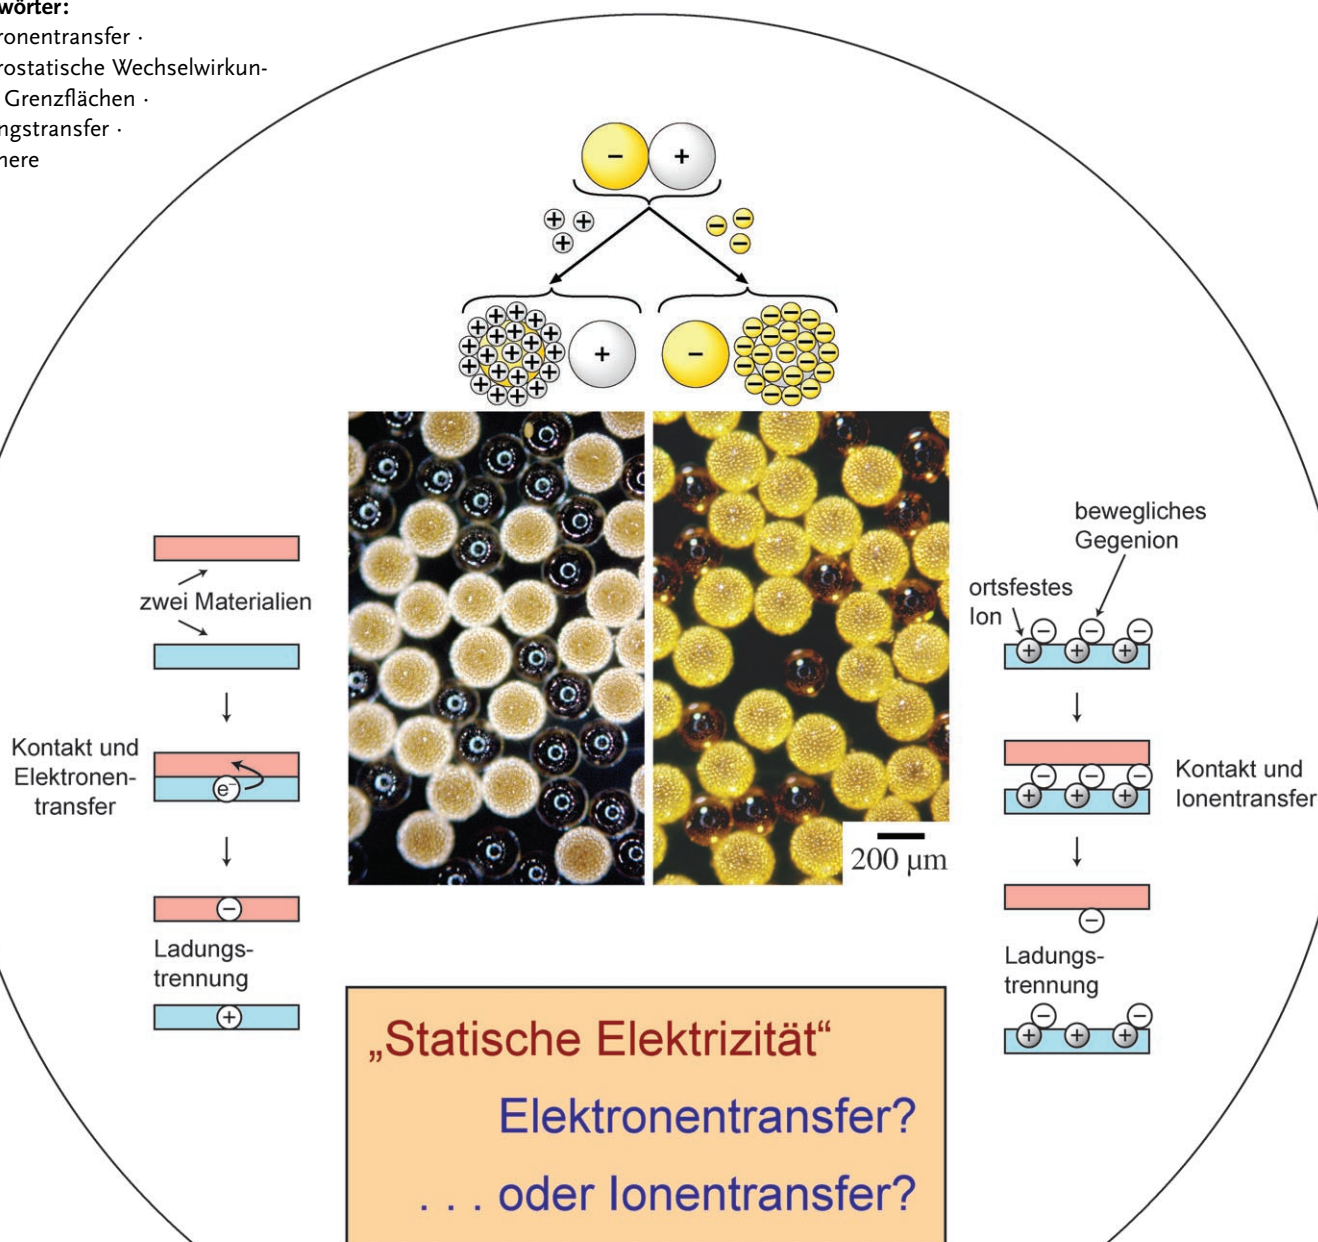 wörter:
ronentransfer ·
rostatische Wechselwirkun-
Grenzflächen ·
ngstransfer ·
nere
− +
+ + +
− − −
+
−
zwei Materialien
Kontakt und
Elektronen-
transfer
e⁻
−
Ladungs-
trennung
+
200 µm
bewegliches
Gegenion
ortsfestes
Ion
− − −
+ + +
Kontakt und
Ionentransfer
− − −
+ + +
−
Ladungs-
trennung
− −
+ + +
„Statische Elektrizität“
Elektronentransfer?
. . . oder Ionentransfer?